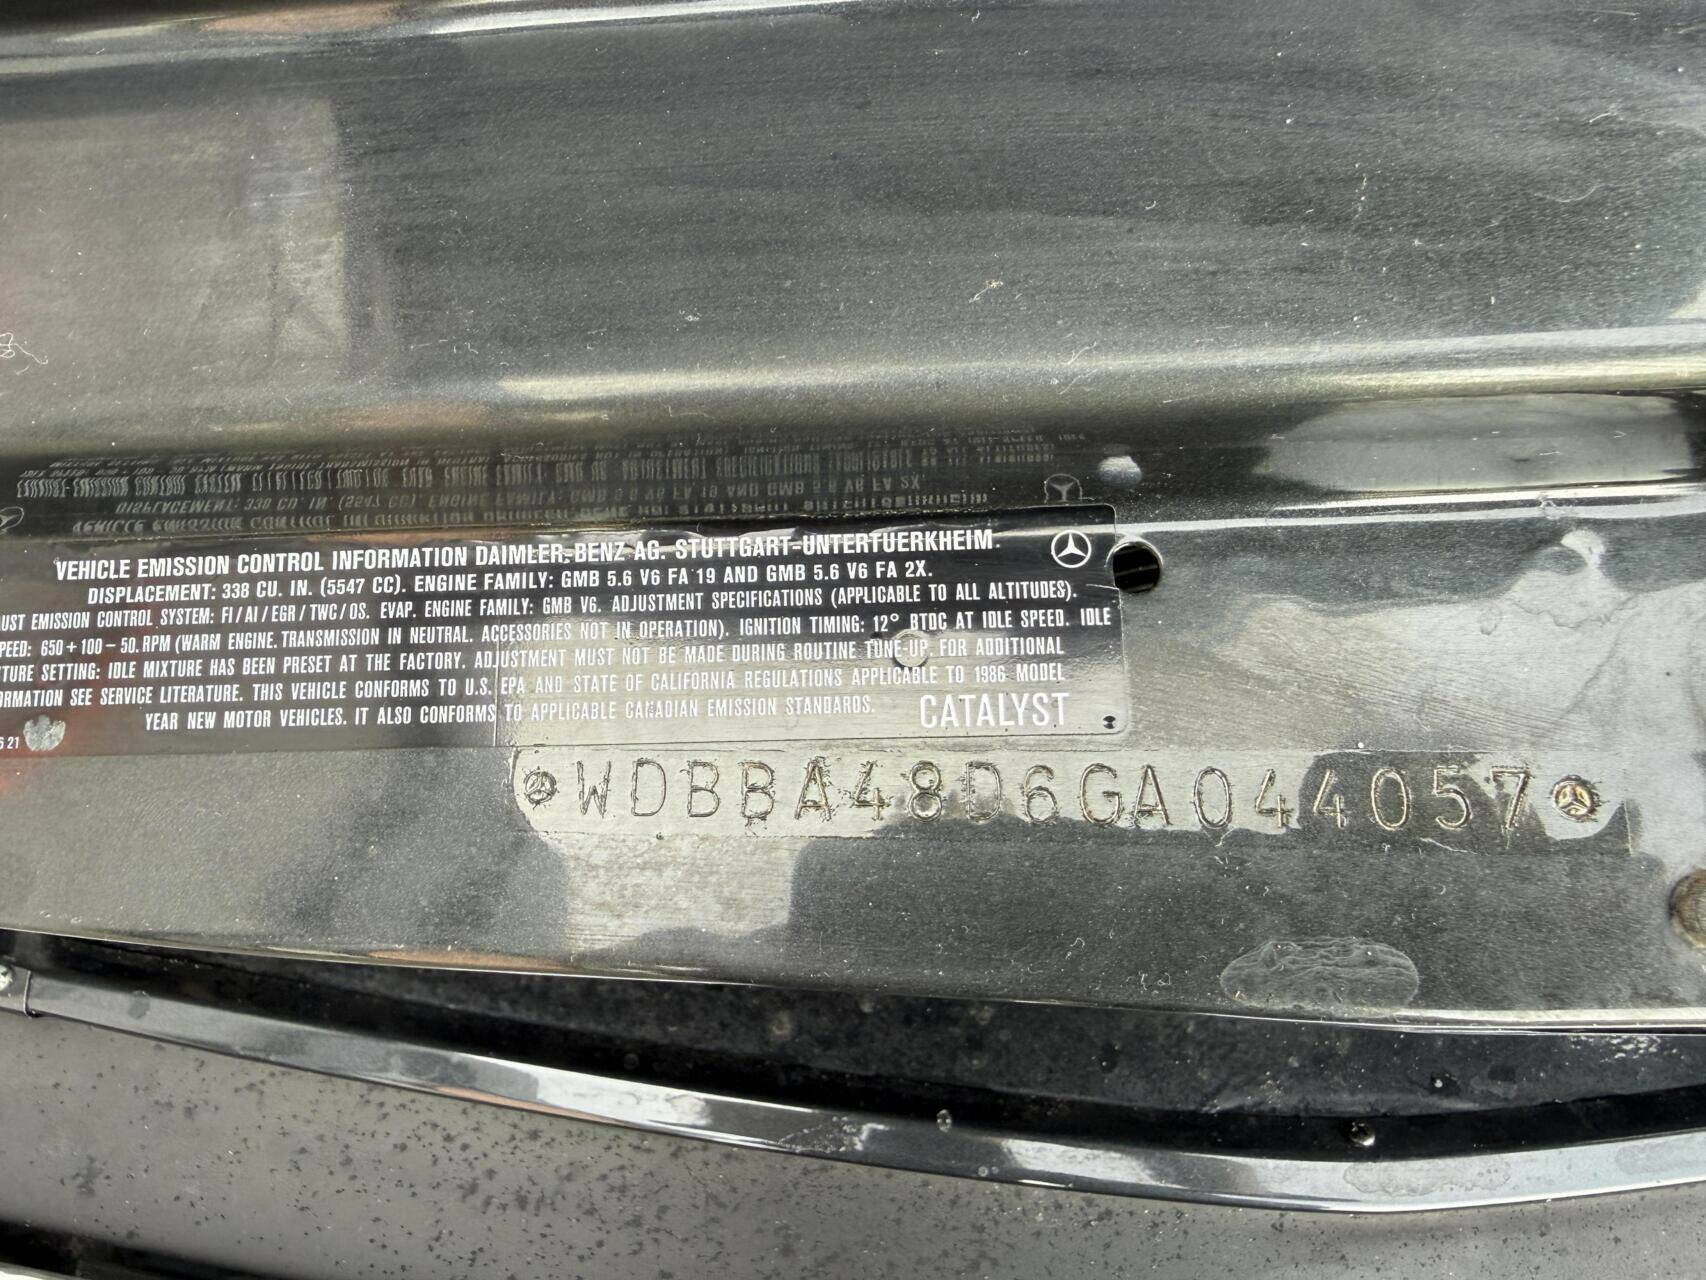 VEHICLE EMISSION CONTROL INFORMATION DAIMLER-BENZ AG. STUTTGART-UNTERTUERKHEIM
DISPLACEMENT: 338 CU. IN. (5547 CC). ENGINE FAMILY: GMB 5.6 V6 FA 19 AND GMB 5.6 V6 FA 2X.
UST EMISSION CONTROL SYSTEM: FI/AI/EGR/TWC/OS. EVAP. ENGINE FAMILY: GMB V6. ADJUSTMENT SPECIFICATIONS (APPLICABLE TO ALL ALTITUDES).
PEED: 650 + 100 - 50. RPM (WARM ENGINE. TRANSMISSION IN NEUTRAL. ACCESSORIES NOT IN OPERATION). IGNITION TIMING: 12° BTDC AT IDLE SPEED. IDLE
TURE SETTING: IDLE MIXTURE HAS BEEN PRESET AT THE FACTORY. ADJUSTMENT MUST NOT BE MADE DURING ROUTINE TUNE-UP. FOR ADDITIONAL
ORMATION SEE SERVICE LITERATURE. THIS VEHICLE CONFORMS TO U.S. EPA AND STATE OF CALIFORNIA REGULATIONS APPLICABLE TO 1986 MODEL
YEAR NEW MOTOR VEHICLES. IT ALSO CONFORMS TO APPLICABLE CANADIAN EMISSION STANDARDS. CATALYST
6 21
WDBBA48D6GA044057